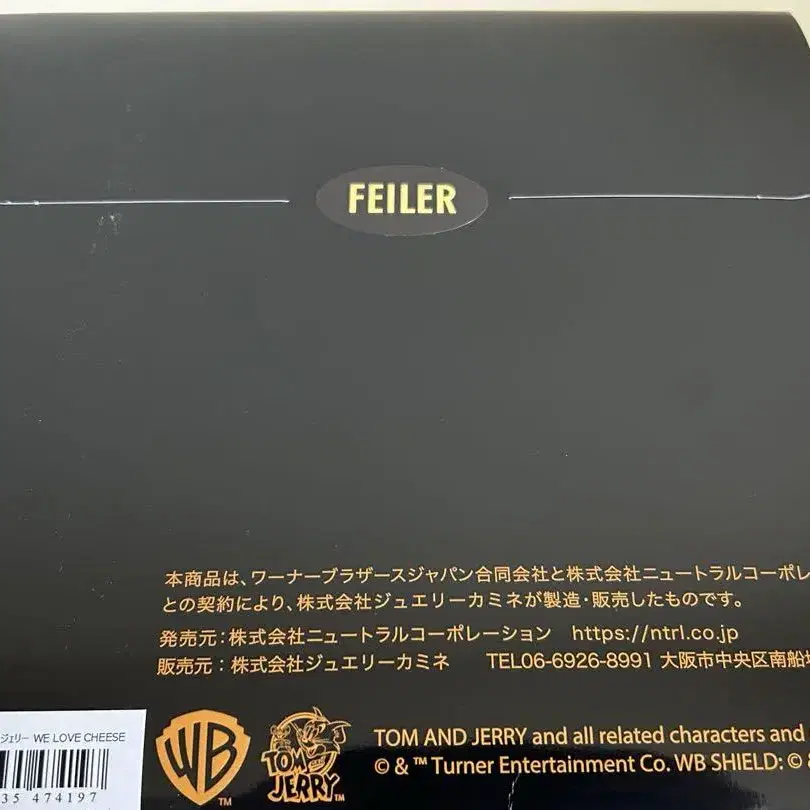 FEILER
本商品は、ワーナーブラザースジャパン合同会社と株式会社ニュートラルコーポレ
との契約により、株式会社ジュエリーカミネが製造・販売したものです。
発売元：株式会社ニュートラルコーポレーション https://ntrl.co.jp
販売元：株式会社ジュエリーカミネ TEL06-6926-8991 大阪市中央区南船場
ジェリー WE LOVE CHEESE
35 474197
WB
TM
TOM AND JERRY
TM
TOM AND JERRY and all related characters and
© & ™ Turner Entertainment Co. WB SHIELD: ©